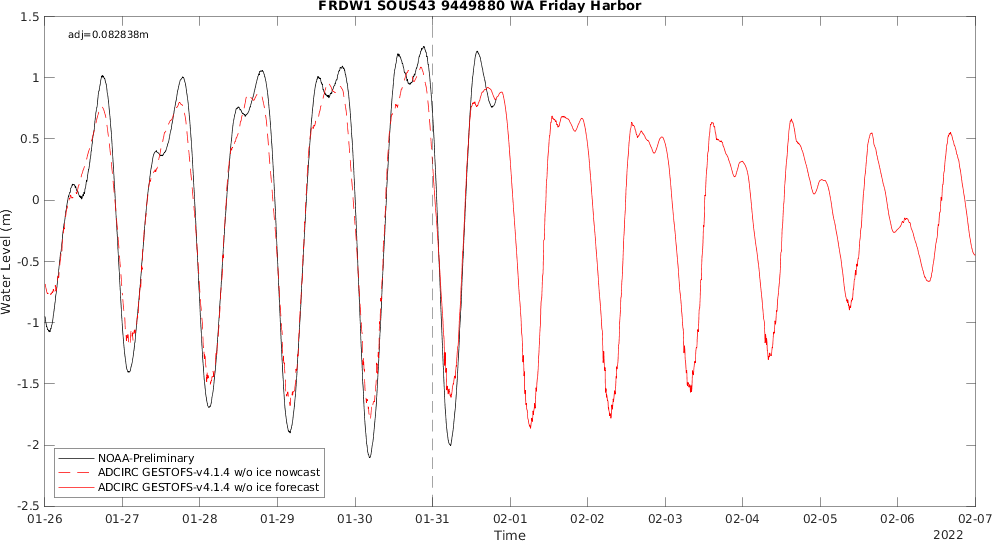 FRDW1 SOUS43 9449880 WA Friday Harbor
adj=0.082838m
1.5
1
0.5
0
-0.5
-1
-1.5
-2
-2.5
Water Level (m)
NOAA-Preliminary
ADCIRC GESTOFS-v4.1.4 w/o ice nowcast
ADCIRC GESTOFS-v4.1.4 w/o ice forecast
01-26 01-27 01-28 01-29 01-30 01-31 02-01 02-02 02-03 02-04 02-05 02-06 02-07
Time
2022